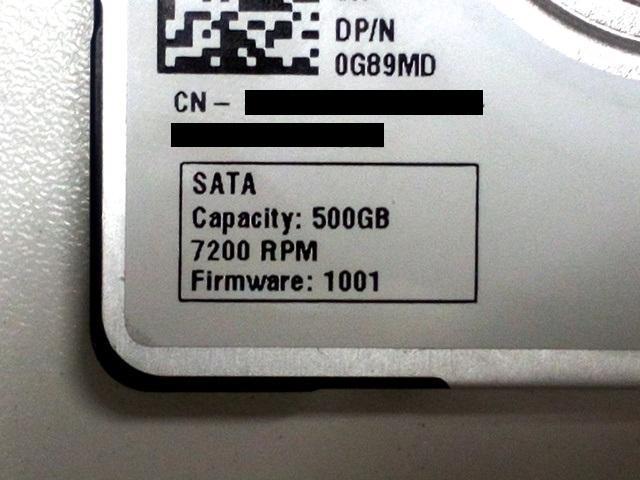 DP/N
0G89MD
CN -
SATA
Capacity: 500GB
7200 RPM
Firmware: 1001